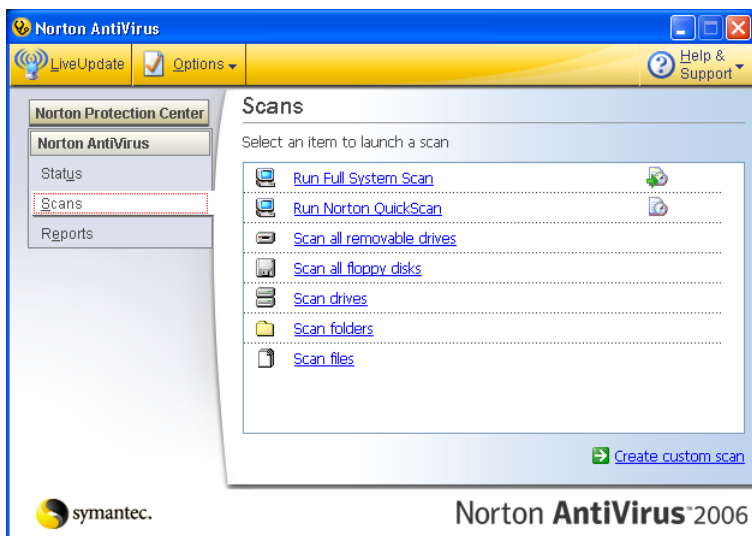 Norton AntiVirus
LiveUpdate
Options
Help & Support
Norton Protection Center
Norton AntiVirus
Status
Scans
Reports
Scans
Select an item to launch a scan
Run Full System Scan
Run Norton QuickScan
Scan all removable drives
Scan all floppy disks
Scan drives
Scan folders
Scan files
Create custom scan
symantec.
Norton AntiVirus™ 2006